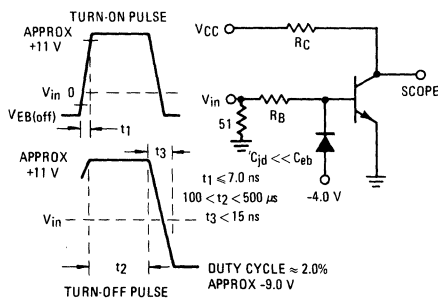 TURN-ON PULSE
APPROX
+11 V
Vin 0
VEB(off)
t1
t3
APPROX
+11 V
Vin
t2
TURN-OFF PULSE
t1 ≤ 7.0 ns
100 < t2 < 500 μs
t3 < 15 ns
DUTY CYCLE ≈ 2.0%
APPROX -9.0 V
VCC
RC
SCOPE
Vin
RB
51
Cjd << Ceb
-4.0 V